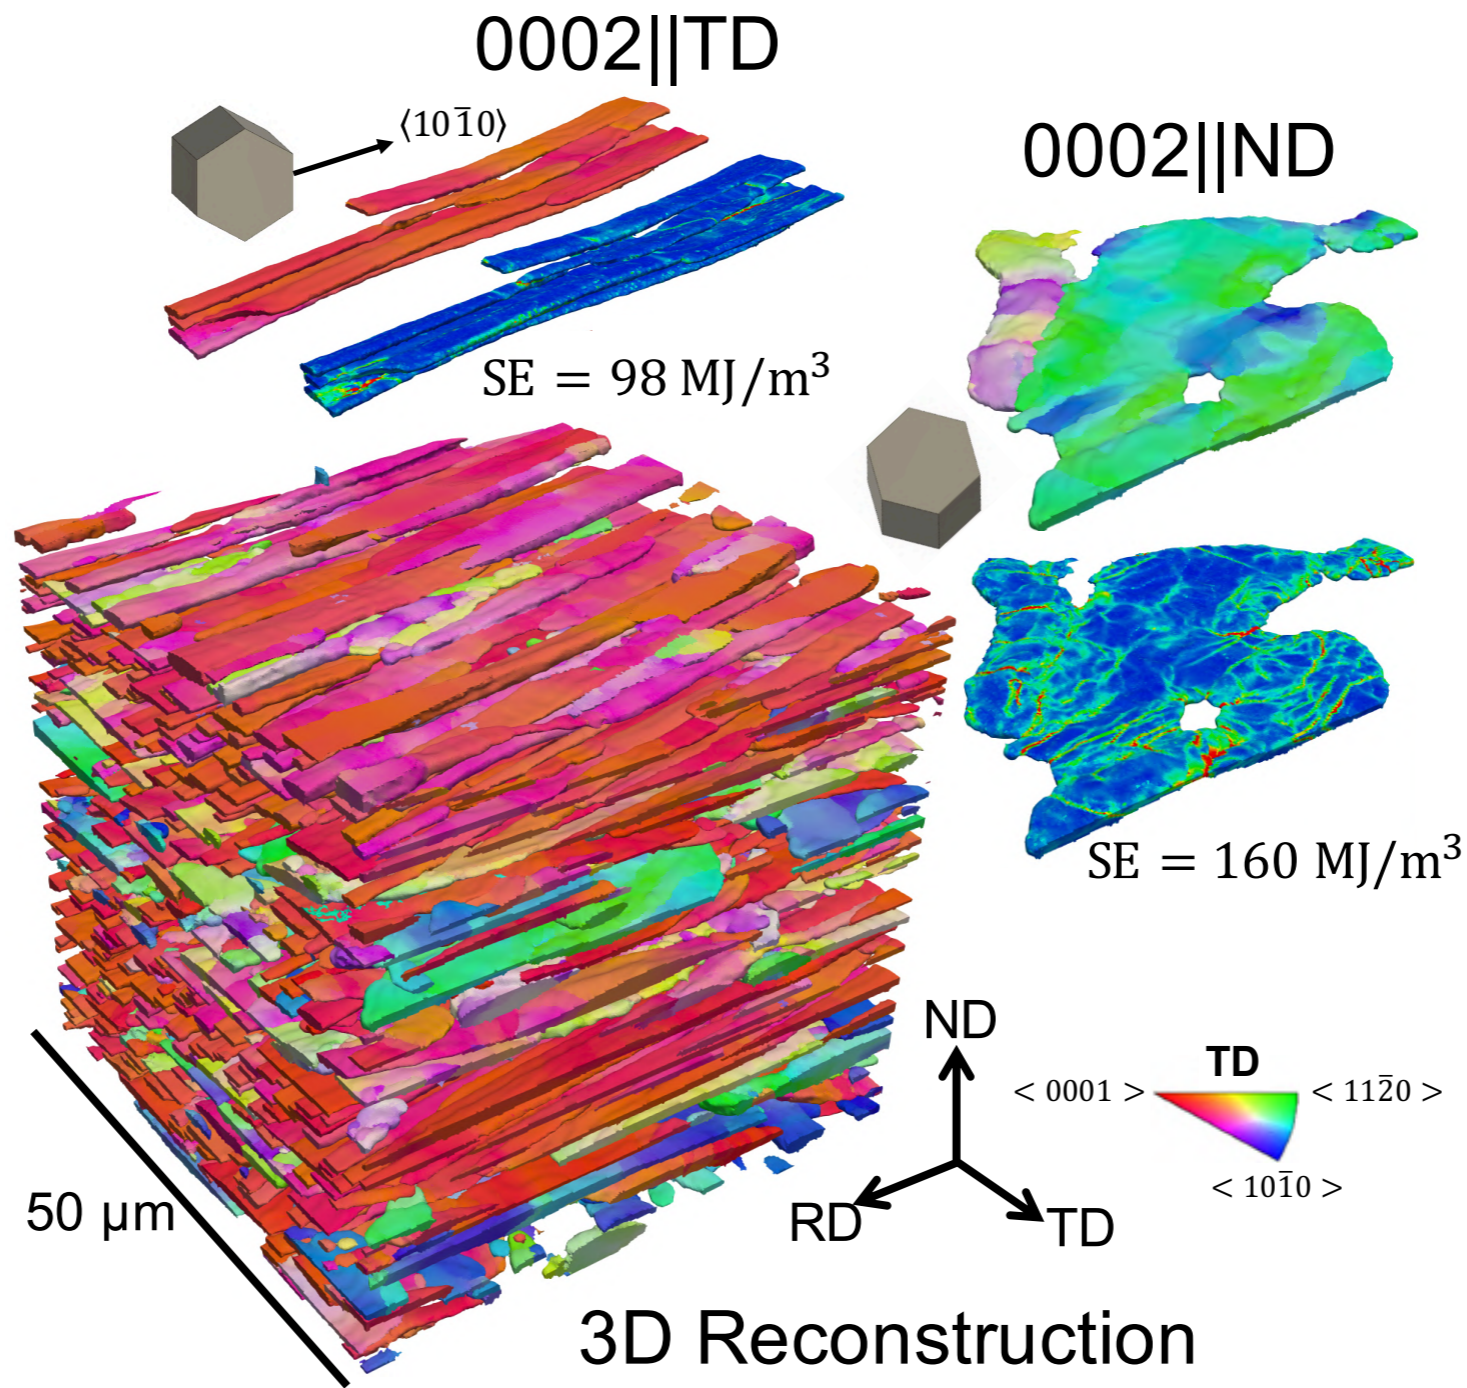 0002||TD
⟨101̅0⟩
0002||ND
SE = 98 MJ/m³
SE = 160 MJ/m³
ND
RD
TD
TD
< 0001 >
< 112̅0 >
< 101̅0 >
50 µm
3D Reconstruction